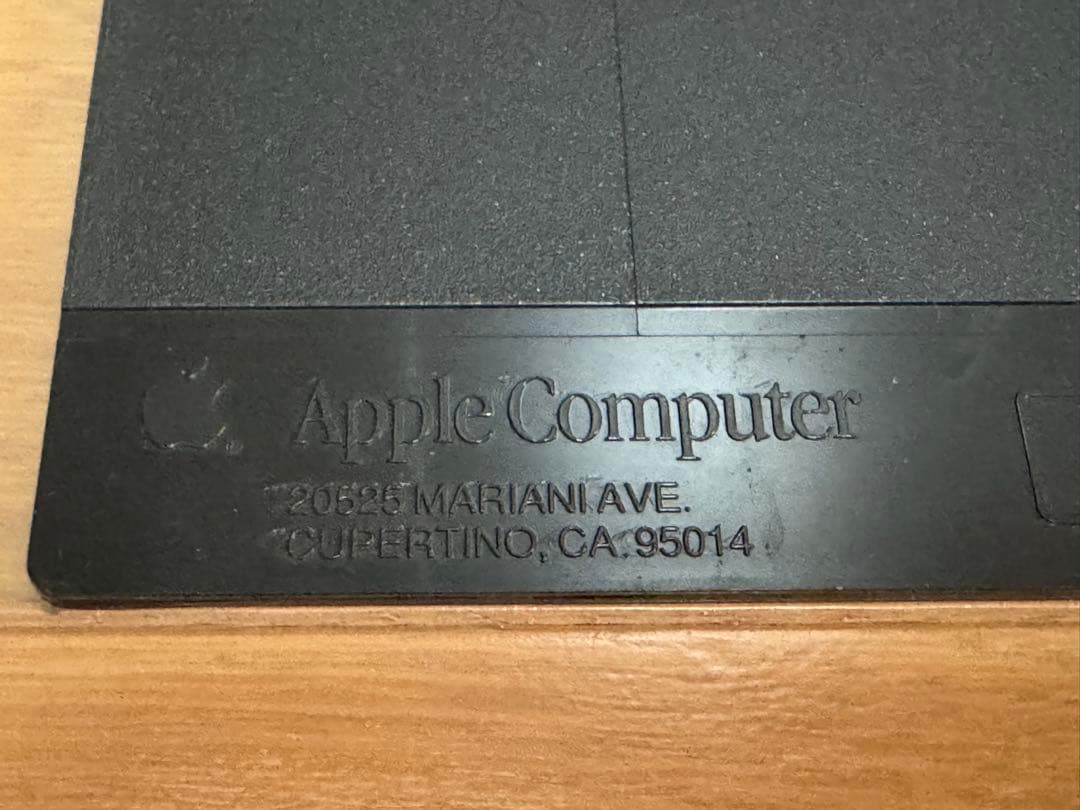 Apple Computer
20525 MARIANI AVE.
CUPERTINO, CA. 95014